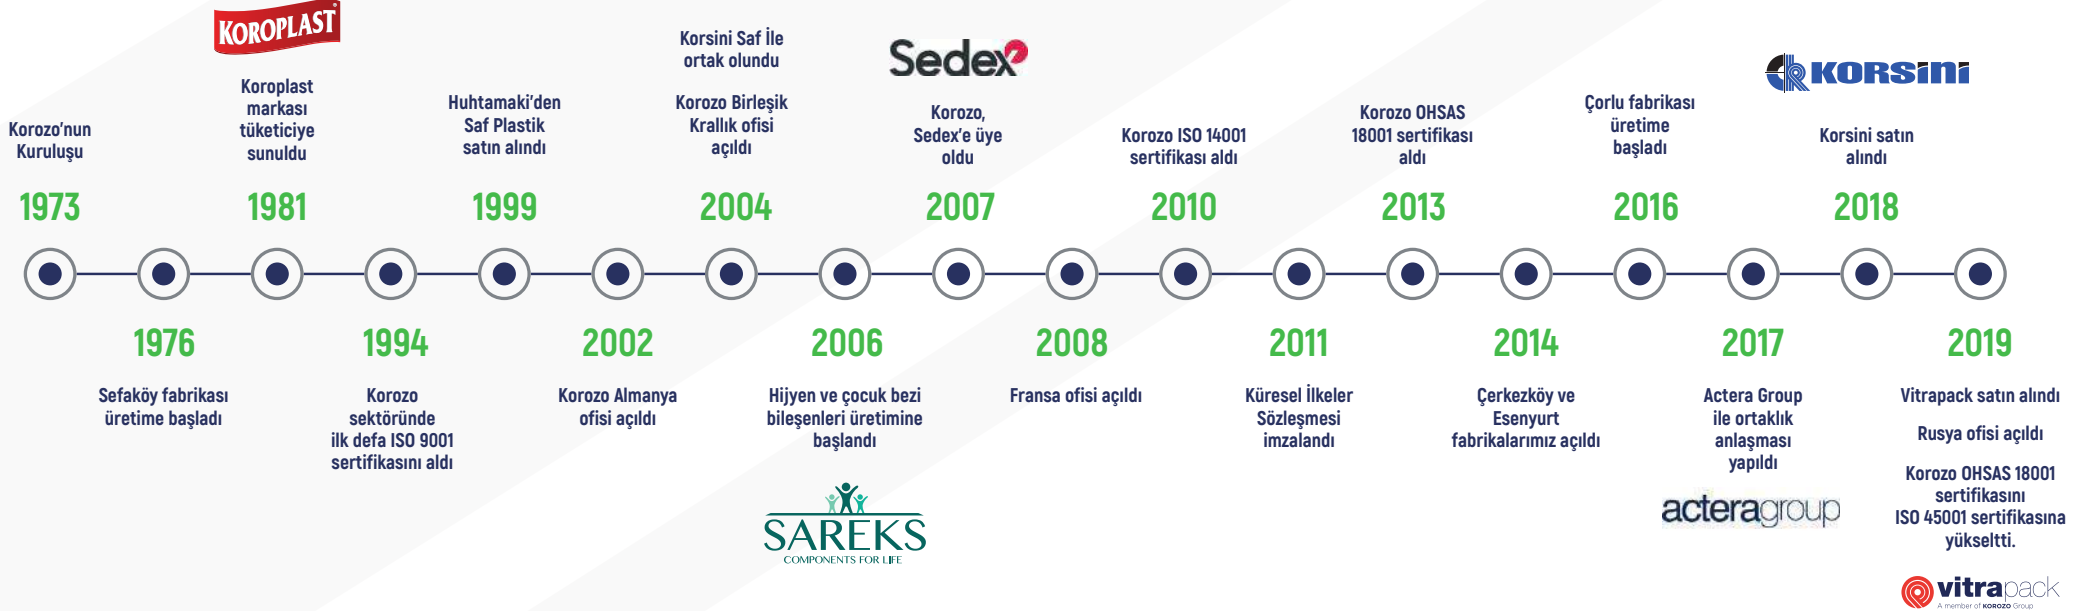 KOROPLAST
Korozo'nun
Kuruluşu
1973
Koroplast
markası
tüketiciye
sunuldu
1981
Huhtamaki'den
Saf Plastik
satın alındı
1999
Korsini Saf İle
ortak olundu
Korozo Birleşik
Krallık ofisi
açıldı
2004
Sedex
Korozo,
Sedex'e üye
oldu
2007
Korozo ISO 14001
sertifikası aldı
2010
Korozo OHSAS
18001 sertifikası
aldı
2013
Çorlu fabrikası
üretime
başladı
2016
KORSINI
Korsini satın
alındı
2018
1976
Sefaköy fabrikası
üretime başladı
1994
Korozo
sektöründe
ilk defa ISO 9001
sertifikasını aldı
2002
Korozo Almanya
ofisi açıldı
2006
Hijyen ve çocuk bezi
bileşenleri üretimine
başlandı
SAREKS
COMPONENTS FOR LIFE
2008
Fransa ofisi açıldı
2011
Küresel İlkeler
Sözleşmesi
imzalandı
2014
Çerkezköy ve
Esenyurt
fabrikalarımız açıldı
2017
Actera Group
ile ortaklık
anlaşması
yapıldı
acteragroup
2019
Vitrapack satın alındı
Rusya ofisi açıldı
Korozo OHSAS 18001
sertifikasını
ISO 45001 sertifikasına
yükseltti.
vitrapack
A member of KOROZO Group